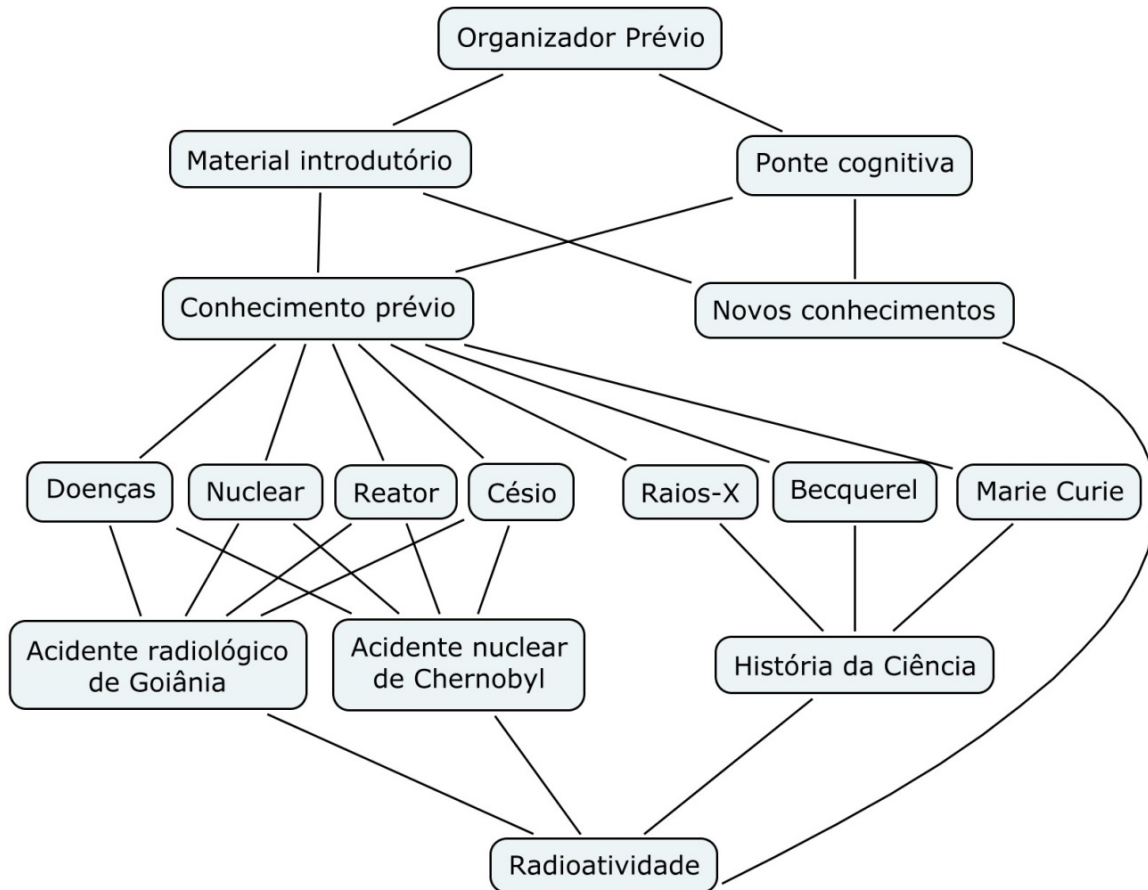 Organizador Prévio
Material introdutório
Ponte cognitiva
Conhecimento prévio
Novos conhecimentos
Doenças
Nuclear
Reator
Césio
Raios-X
Becquerel
Marie Curie
Acidente radiológico
de Goiânia
Acidente nuclear
de Chernobyl
História da Ciência
Radioatividade